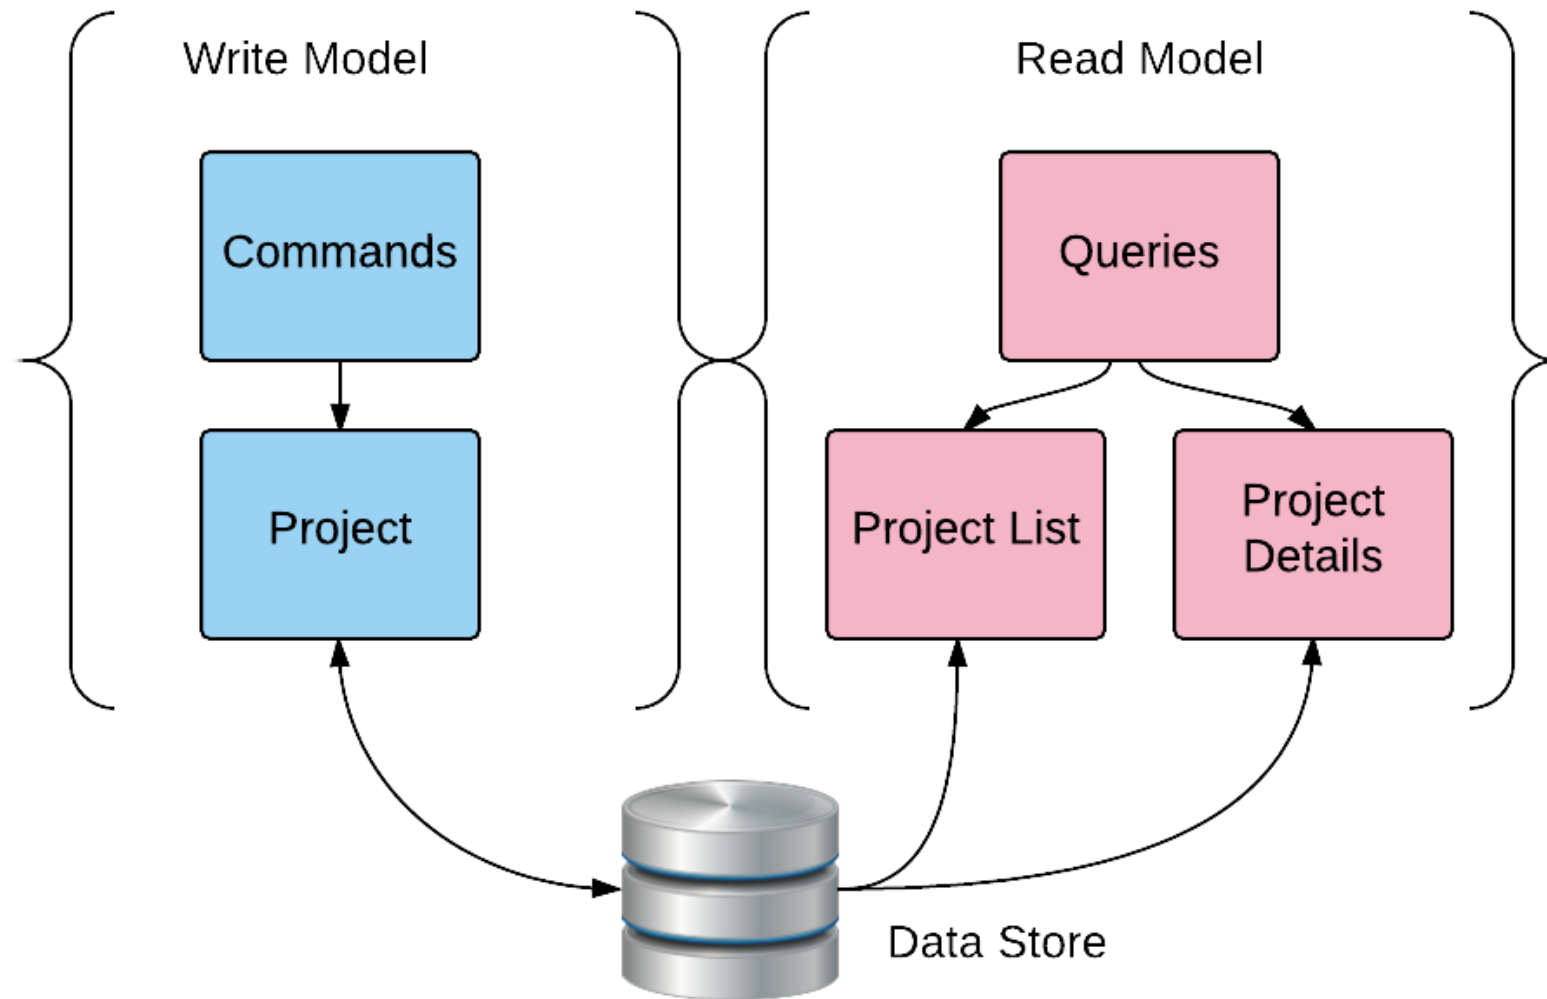 Write Model
Read Model
Commands
Queries
Project
Project List
Project
Details
Data Store